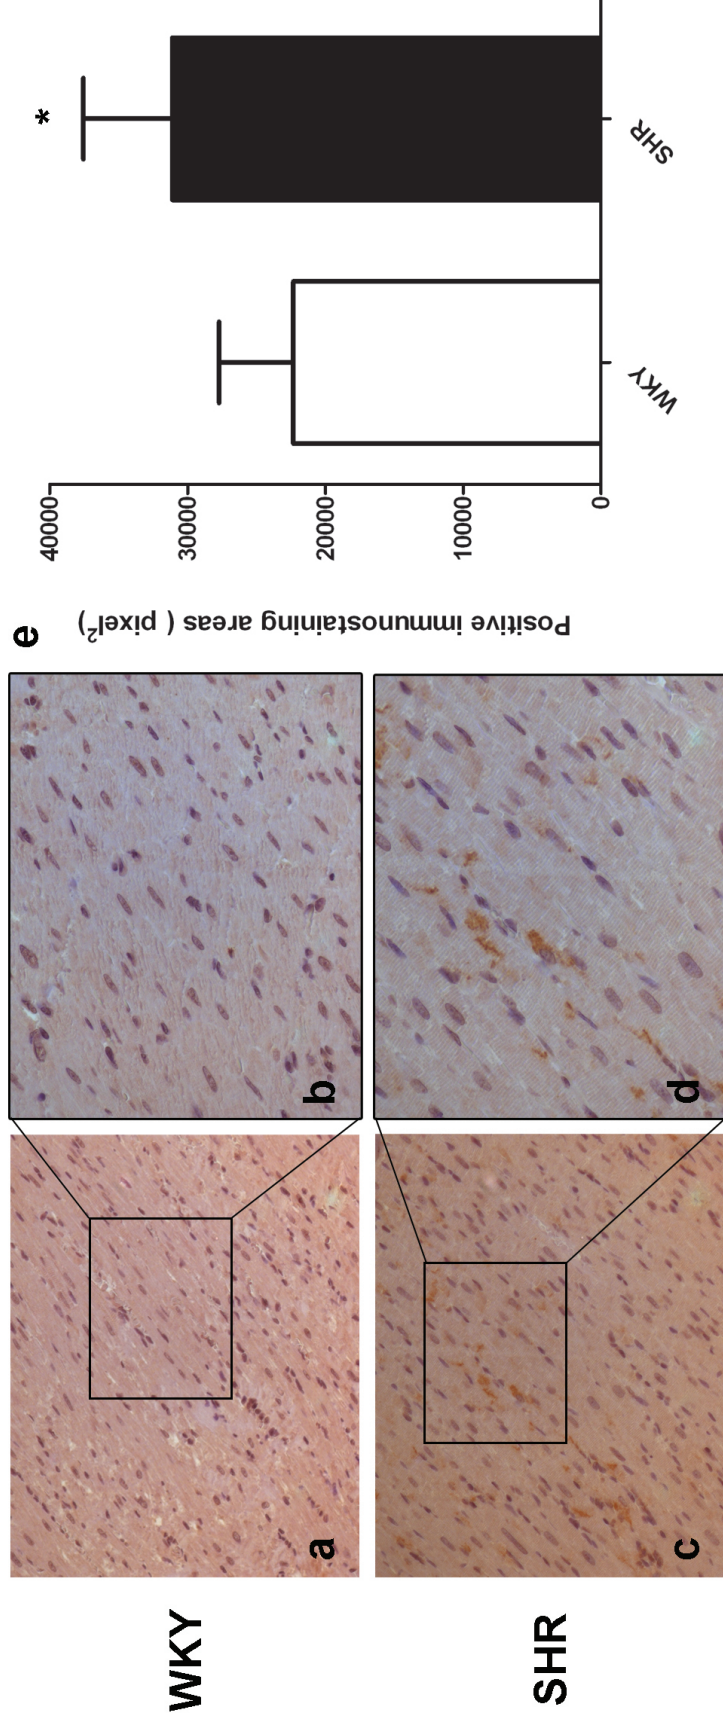 WKY
a
b
SHR
c
d
e
Positive immunostaining areas ( pixel²)
40000
30000
20000
10000
0
*
WKY
SHR